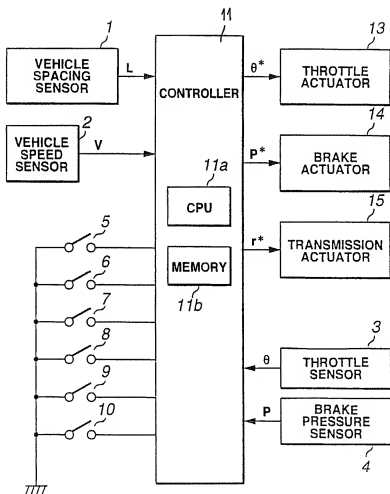 1
VEHICLE
SPACING
SENSOR
L
2
VEHICLE
SPEED
SENSOR
V
5
6
7
8
9
10
11
CONTROLLER
11a
CPU
MEMORY
11b
θ*
13
THROTTLE
ACTUATOR
P*
14
BRAKE
ACTUATOR
r*
15
TRANSMISSION
ACTUATOR
θ
3
THROTTLE
SENSOR
P
BRAKE
PRESSURE
SENSOR
4